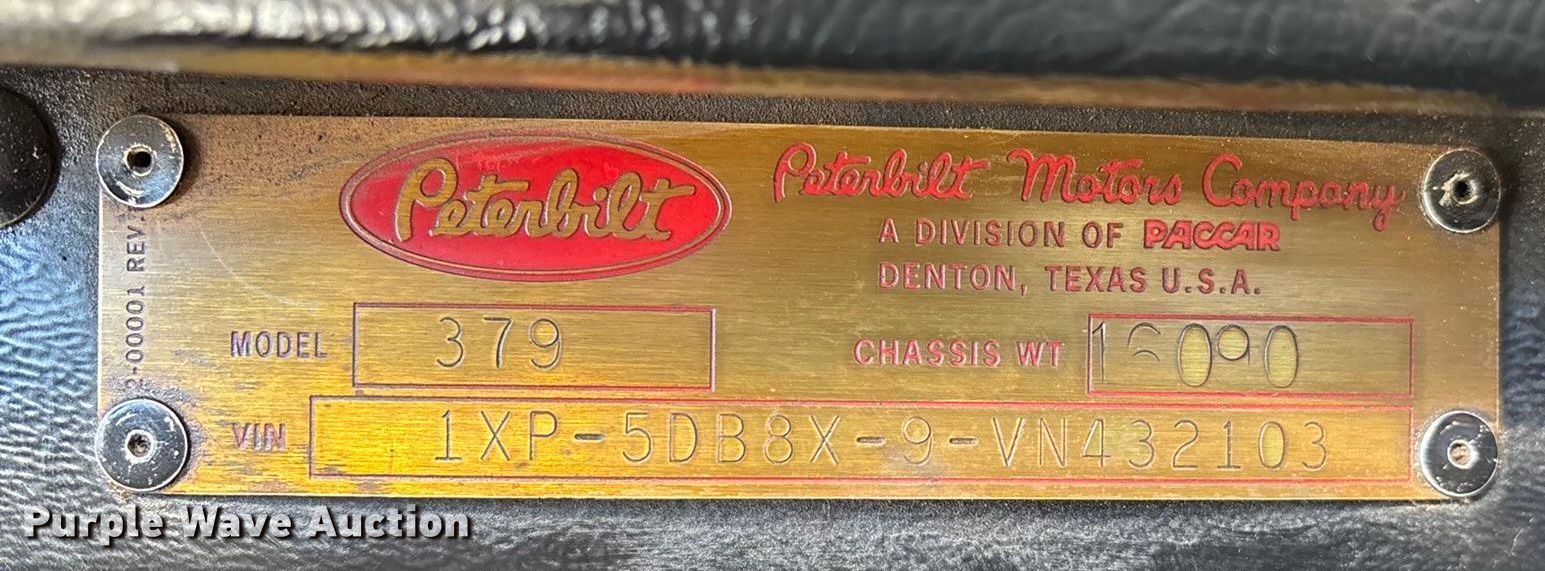 Peterbilt
Peterbilt Motors Company
A DIVISION OF PACCAR
DENTON, TEXAS U.S.A.
2-00001 REV.
MODEL 379
CHASSIS WT 16090
VIN 1XP-5DB8X-9-VN432103
Purple Wave Auction